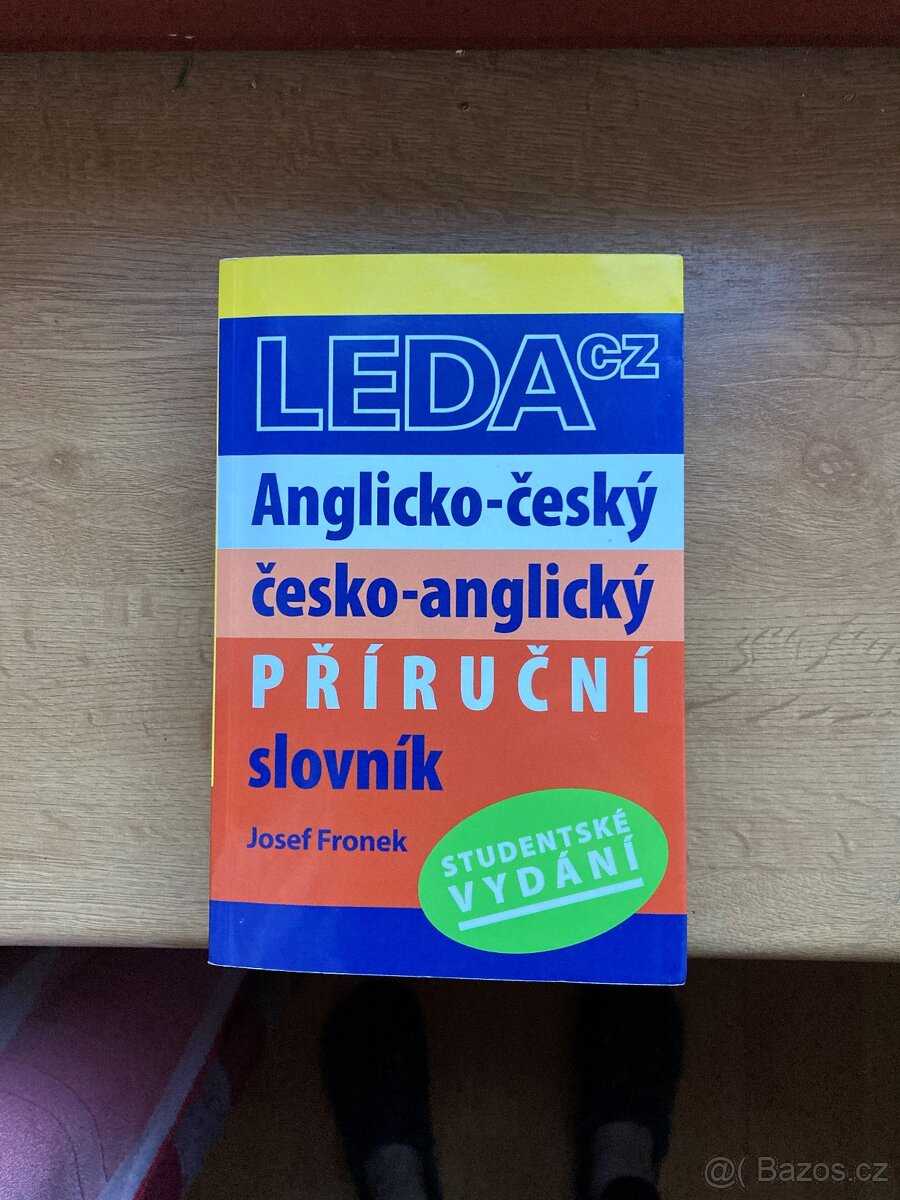 LEDA CZ
Anglicko-český
česko-anglický
PŘÍRUČNÍ
slovník
Josef Fronek
STUDENTSKÉ
VYDÁNÍ
@( Bazos.cz